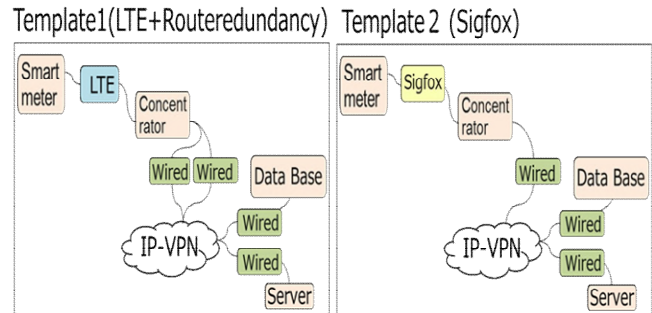 Template1(LTE+Routeredundancy)
Smart
meter
LTE
Concent
rator
Wired
Wired
Data Base
Wired
IP-VPN
Wired
Server
Template 2 (Sigfox)
Smart
meter
Sigfox
Concent
rator
Wired
Data Base
Wired
IP-VPN
Wired
Server